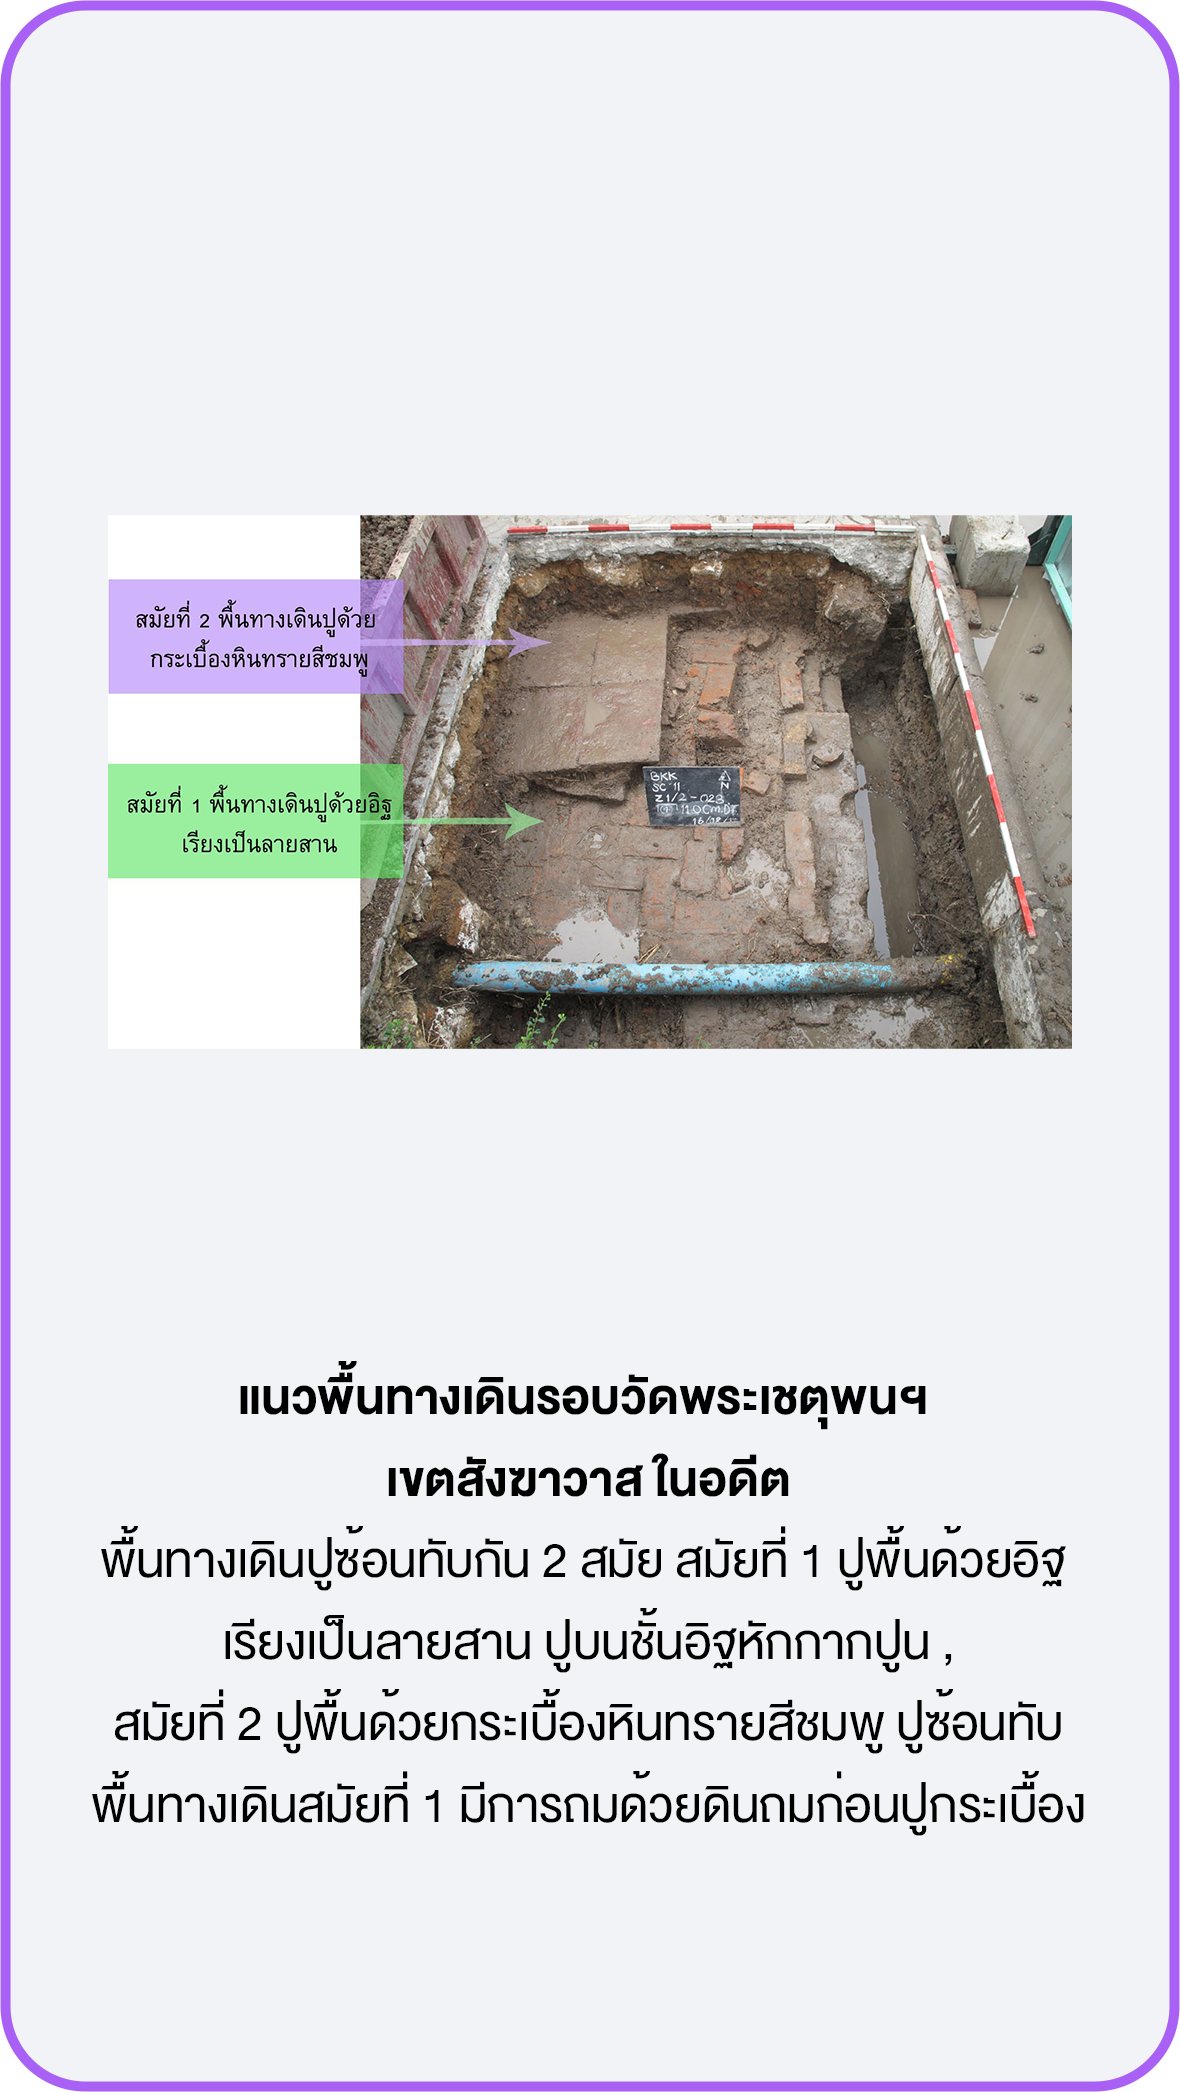 สมัยที่ 2 พื้นทางเดินปูด้วย
กระเบื้องหินทรายสีชมพู
สมัยที่ 1 พื้นทางเดินปูด้วยอิฐ
เรียงเป็นลายสาน
BKK
N
SC 11
Z 1/2 - 023
แนวพื้นทางเดินรอบวัดพระเชตุพนฯ
เขตสังฆาวาส ในอดีต
พื้นทางเดินปูซ้อนทับกัน 2 สมัย สมัยที่ 1 ปูพื้นด้วยอิฐ
เรียงเป็นลายสาน ปูบนชั้นอิฐหักกากปูน ,
สมัยที่ 2 ปูพื้นด้วยกระเบื้องหินทรายสีชมพู ปูซ้อนทับ
พื้นทางเดินสมัยที่ 1 มีการถมด้วยดินถมก่อนปูกระเบื้อง